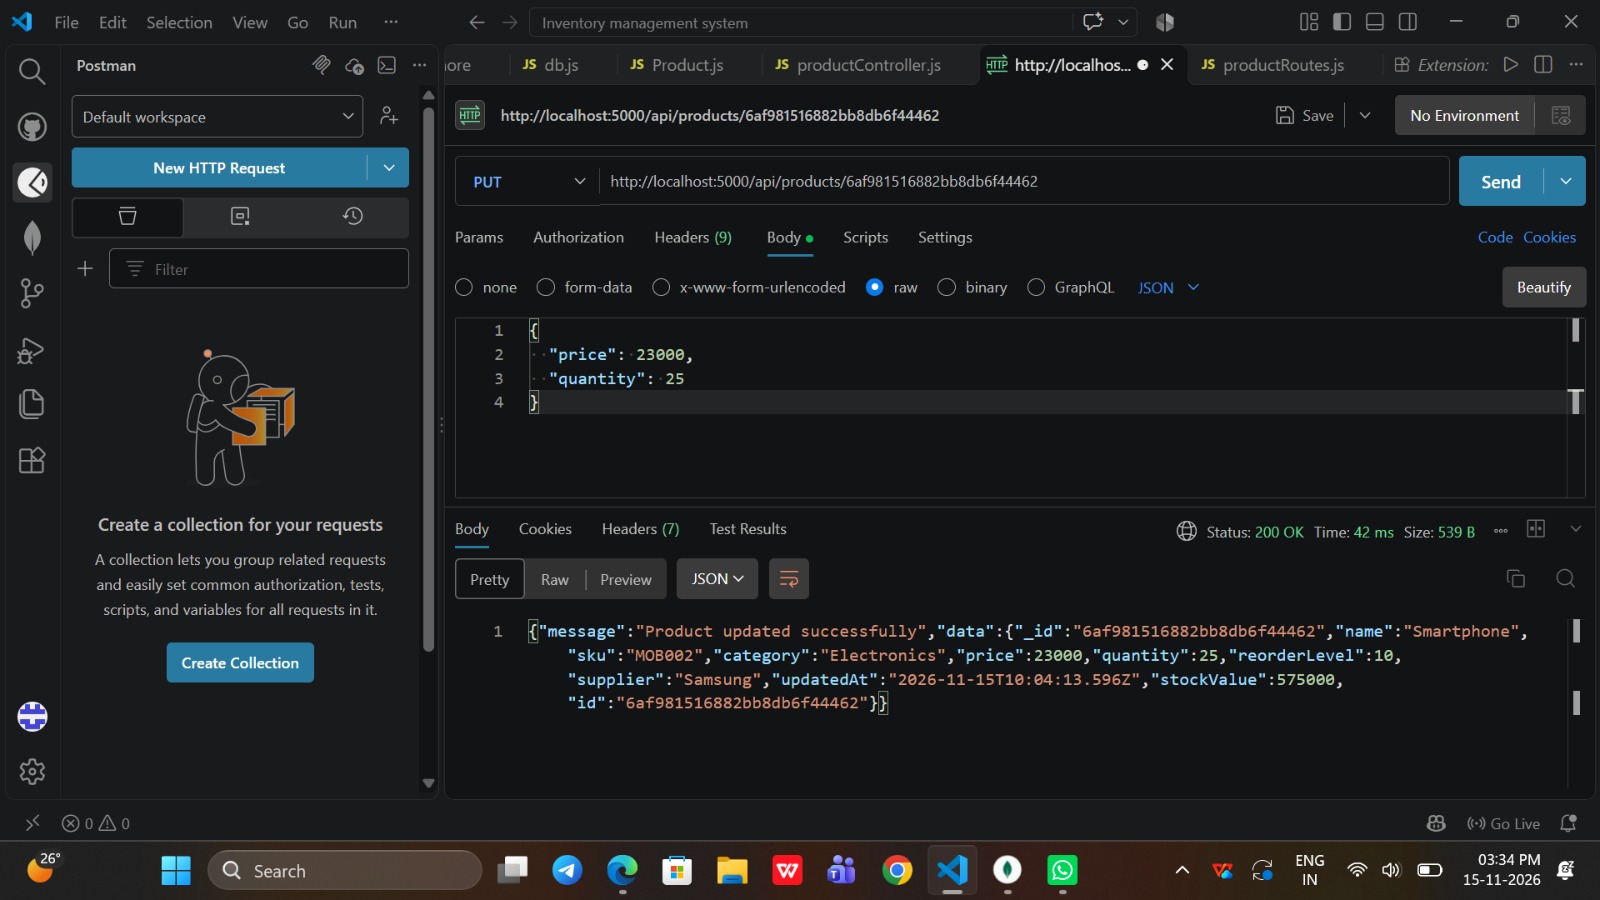 File Edit Selection View Go Run ···
Inventory management system
Postman
ore
JS db.js
JS Product.js
JS productController.js
HTTP http://localhos...
JS productRoutes.js
Extension:
Default workspace
New HTTP Request
Filter
Create a collection for your requests
A collection lets you group related requests
and easily set common authorization, tests,
scripts, and variables for all requests in it.
Create Collection
HTTP http://localhost:5000/api/products/6af981516882bb8db6f44462
Save
No Environment
PUT
http://localhost:5000/api/products/6af981516882bb8db6f44462
Send
Params Authorization Headers (9) Body Scripts Settings
Code Cookies
none form-data x-www-form-urlencoded raw binary GraphQL JSON
Beautify
1 {
2 "price": 23000,
3 "quantity": 25
4 }
Body Cookies Headers (7) Test Results
Status: 200 OK Time: 42 ms Size: 539 B
Pretty Raw Preview JSON
1 {"message":"Product updated successfully","data":{"_id":"6af981516882bb8db6f44462","name":"Smartphone",
"sku":"MOB002","category":"Electronics","price":23000,"quantity":25,"reorderLevel":10,
"supplier":"Samsung","updatedAt":"2026-11-15T10:04:13.596Z","stockValue":575000,
"id":"6af981516882bb8db6f44462"}}
0 0
Go Live
26°
Search
ENG
IN
03:34 PM
15-11-2026